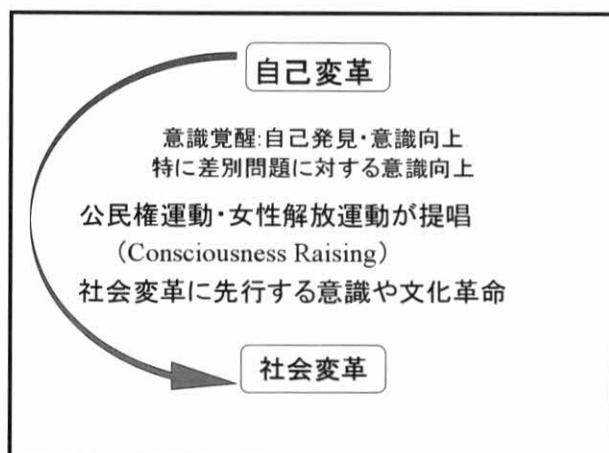 自己変革
意識覚醒:自己発見・意識向上
特に差別問題に対する意識向上
公民権運動・女性解放運動が提唱
（Consciousness Raising）
社会変革に先行する意識や文化革命
社会変革